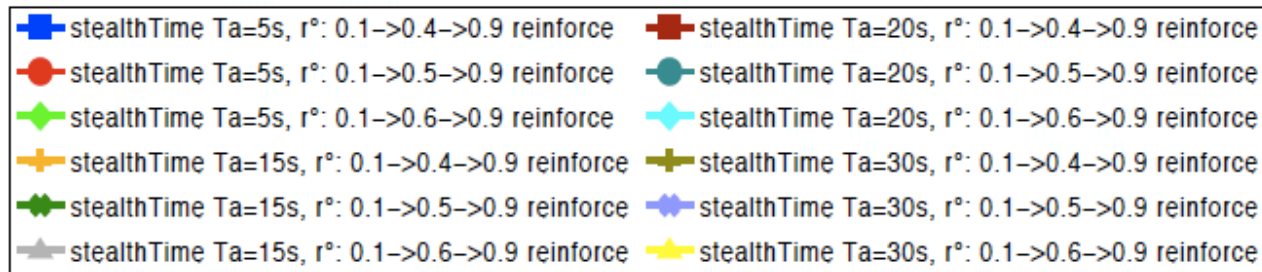 stealthTime Ta=5s, r°: 0.1−>0.4−>0.9 reinforce
stealthTime Ta=5s, r°: 0.1−>0.5−>0.9 reinforce
stealthTime Ta=5s, r°: 0.1−>0.6−>0.9 reinforce
stealthTime Ta=15s, r°: 0.1−>0.4−>0.9 reinforce
stealthTime Ta=15s, r°: 0.1−>0.5−>0.9 reinforce
stealthTime Ta=15s, r°: 0.1−>0.6−>0.9 reinforce
stealthTime Ta=20s, r°: 0.1−>0.4−>0.9 reinforce
stealthTime Ta=20s, r°: 0.1−>0.5−>0.9 reinforce
stealthTime Ta=20s, r°: 0.1−>0.6−>0.9 reinforce
stealthTime Ta=30s, r°: 0.1−>0.4−>0.9 reinforce
stealthTime Ta=30s, r°: 0.1−>0.5−>0.9 reinforce
stealthTime Ta=30s, r°: 0.1−>0.6−>0.9 reinforce